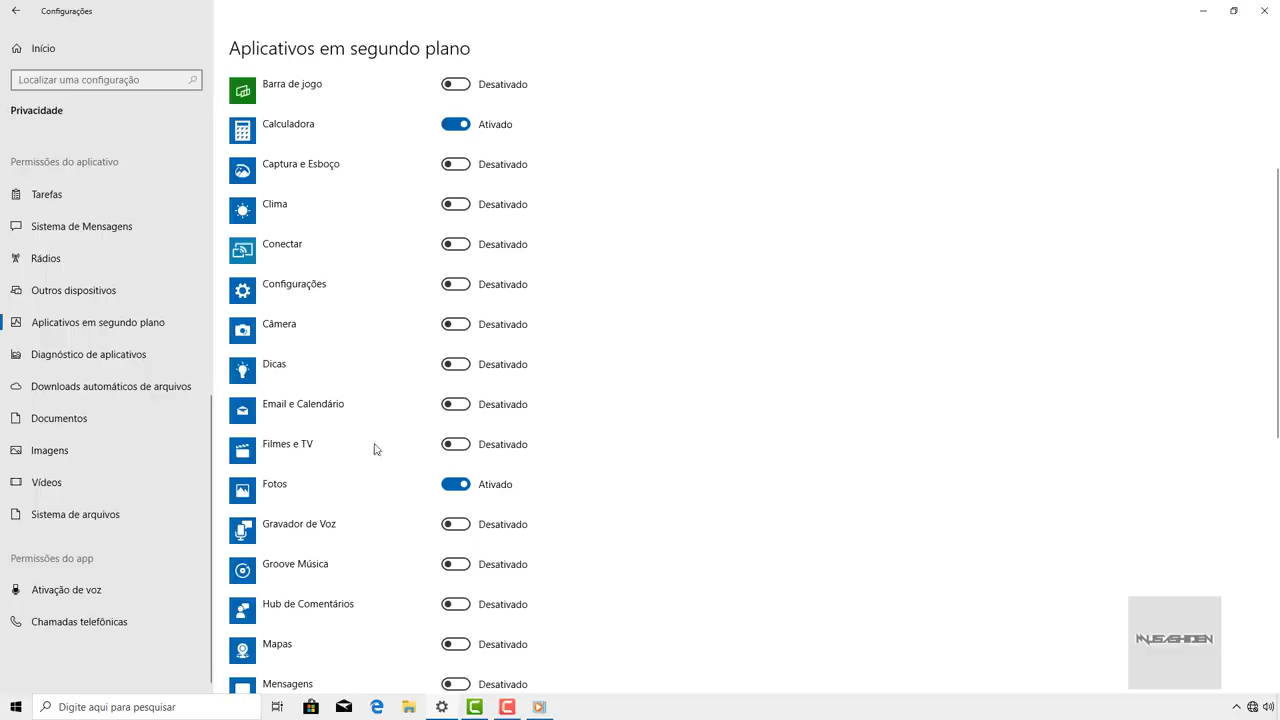 Configurações
Início
Localizar uma configuração
Privacidade
Permissões do aplicativo
Tarefas
Sistema de Mensagens
Rádios
Outros dispositivos
Aplicativos em segundo plano
Diagnóstico de aplicativos
Downloads automáticos de arquivos
Documentos
Imagens
Vídeos
Sistema de arquivos
Permissões do app
Ativação de voz
Chamadas telefônicas
Aplicativos em segundo plano
Barra de jogo Desativado
Calculadora Ativado
Captura e Esboço Desativado
Clima Desativado
Conectar Desativado
Configurações Desativado
Câmera Desativado
Dicas Desativado
Email e Calendário Desativado
Filmes e TV Desativado
Fotos Ativado
Gravador de Voz Desativado
Groove Música Desativado
Hub de Comentários Desativado
Mapas Desativado
Mensagens Desativado
Digite aqui para pesquisar